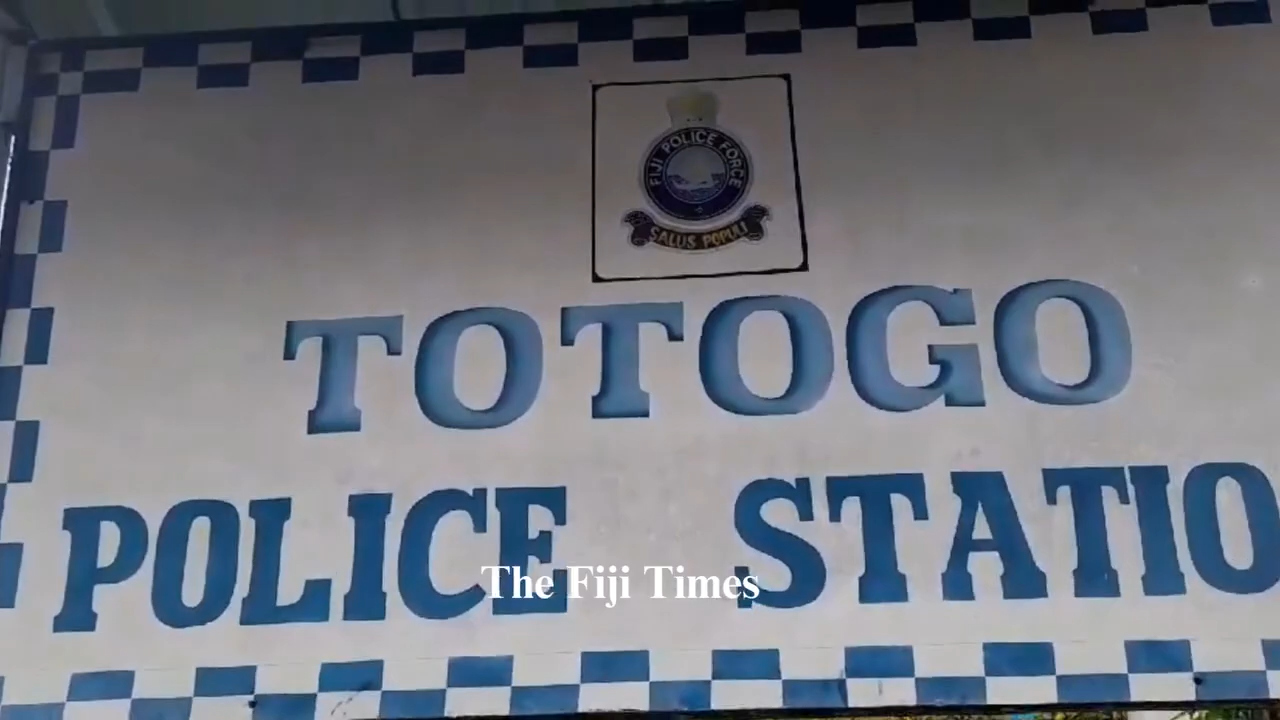 FIJI POLICE FORCE
SALUS POPULI
TOTOGO
POLICE STATIO
The Fiji Times